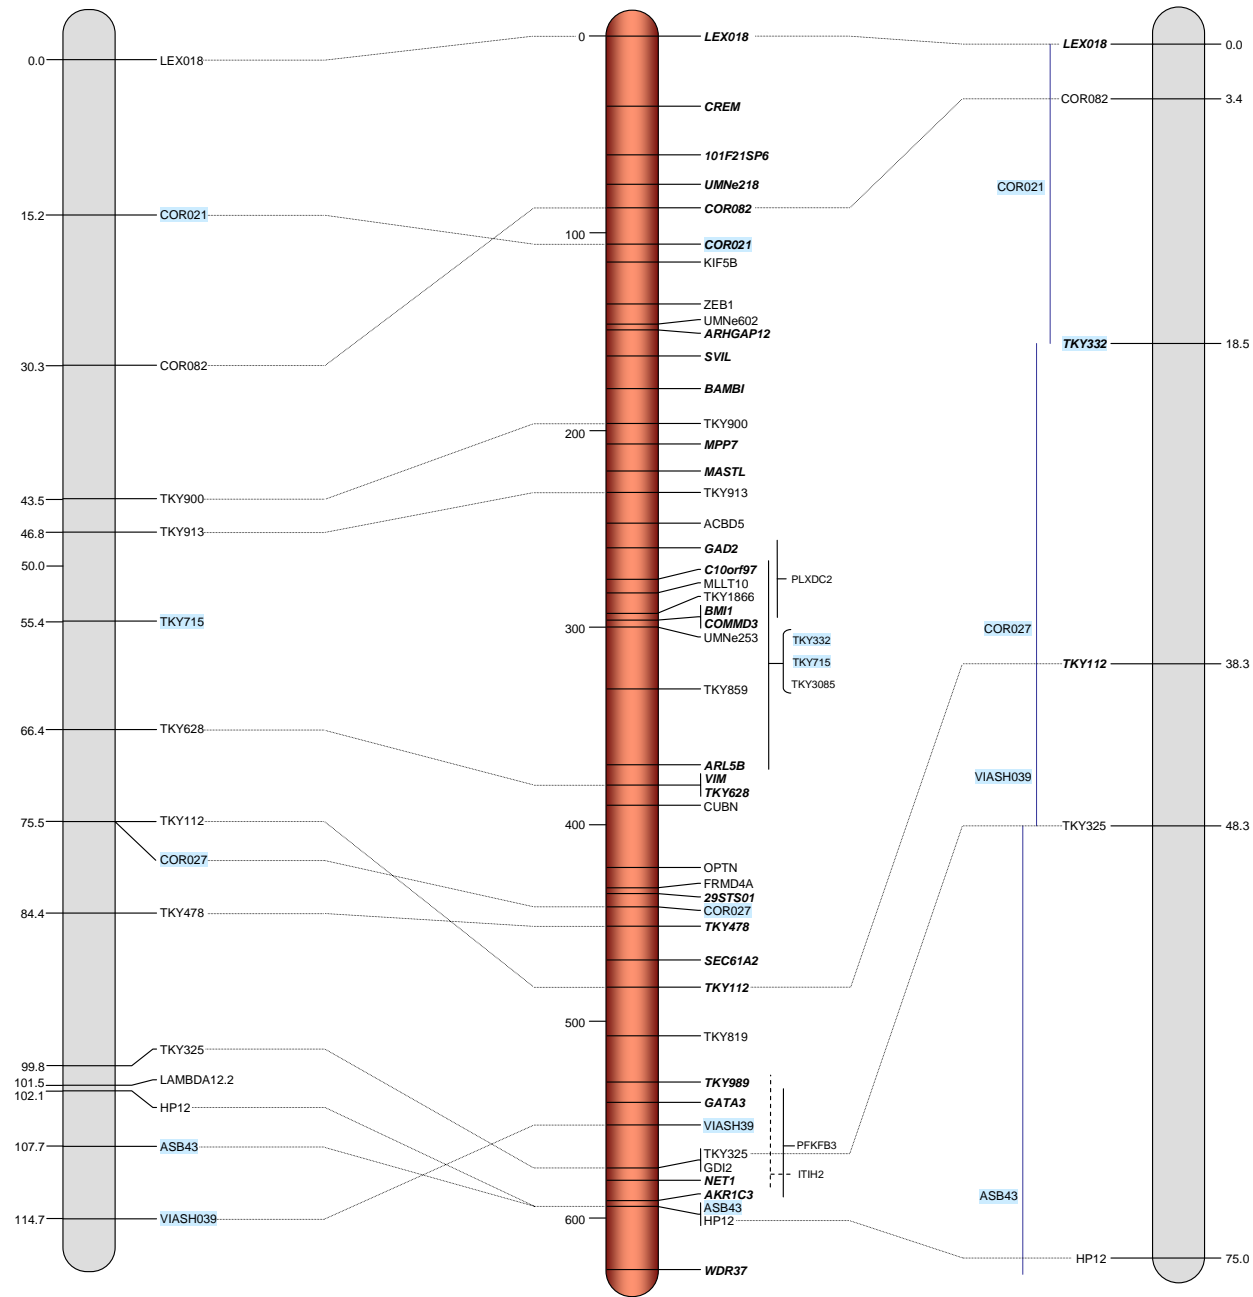 0.0
LEX018
15.2
COR021
30.3
COR082
43.5
TKY900
46.8
TKY913
50.0
55.4
TKY715
66.4
TKY628
75.5
TKY112
COR027
84.4
TKY478
TKY325
99.8
LAMBDA12.2
101.5
102.1
HP12
107.7
ASB43
114.7
VIASH039
0
100
200
300
400
500
600
LEX018
CREM
101F21SP6
UMNe218
COR082
COR021
KIF5B
ZEB1
UMNe602
ARHGAP12
SVIL
BAMBI
TKY900
MPP7
MASTL
TKY913
ACBD5
GAD2
C10orf97
MLLT10
TKY1866
BMI1
COMMD3
UMNe253
TKY859
ARL5B
VIM
TKY628
CUBN
OPTN
FRMD4A
29STS01
COR027
TKY478
SEC61A2
TKY112
TKY819
TKY989
GATA3
VIASH39
TKY325
GDI2
NET1
AKR1C3
ASB43
HP12
WDR37
PLXDC2
TKY332
TKY715
TKY3085
PFKFB3
ITIH2
LEX018
0.0
COR082
3.4
COR021
TKY332
18.5
COR027
TKY112
38.3
VIASH039
TKY325
48.3
ASB43
HP12
75.0